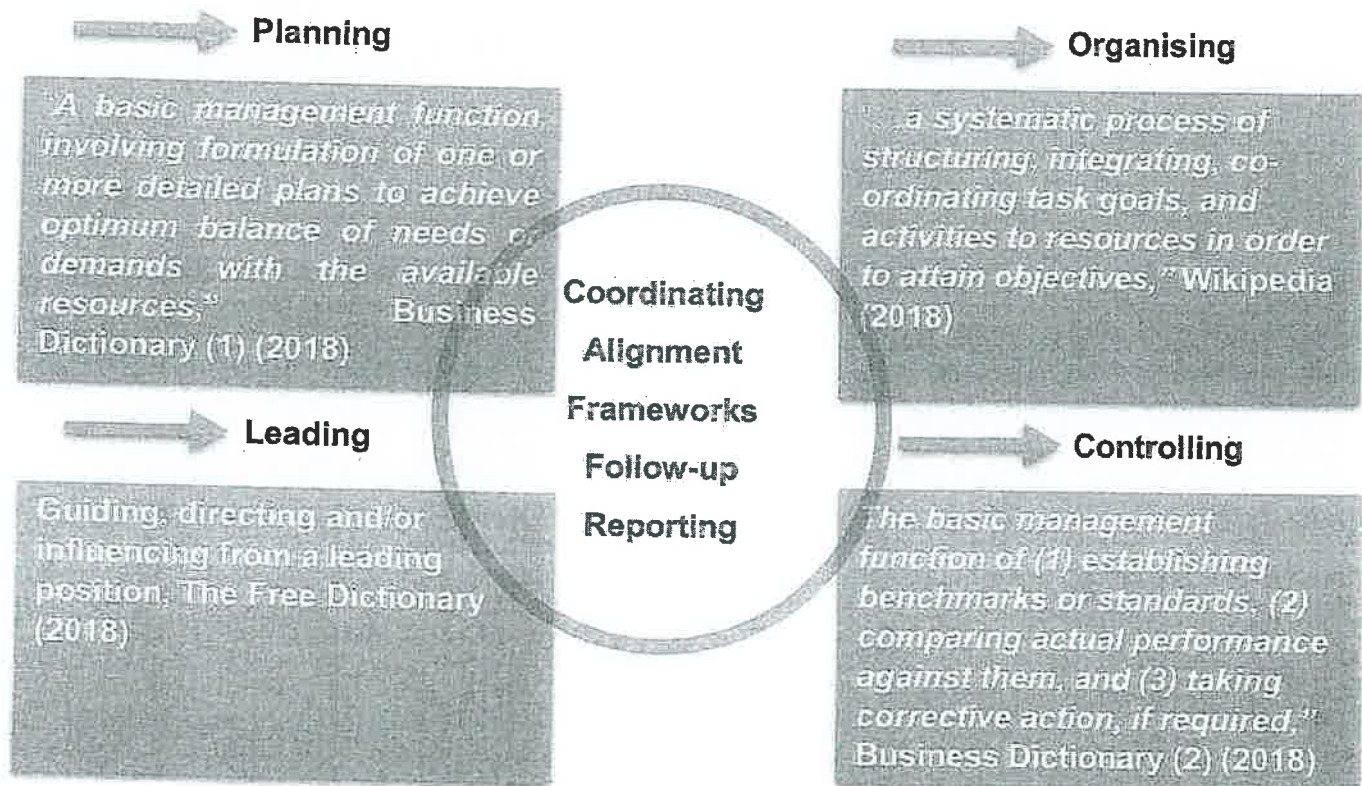 Planning
"A basic management function
involving formulation of one or
more detailed plans to achieve
optimum balance of needs or
demands with the available
resources," Business
Dictionary (1) (2018)
Organising
a systematic process of
structuring, integrating, co-
ordinating task goals, and
activities to resources in order
to attain objectives," Wikipedia
(2018)
Coordinating
Alignment
Frameworks
Follow-up
Reporting
Leading
Guiding, directing and/or
influencing from a leading
position, The Free Dictionary
(2018)
Controlling
The basic management
function of (1) establishing
benchmarks or standards, (2)
comparing actual performance
against them, and (3) taking
corrective action, if required,"
Business Dictionary (2) (2018)